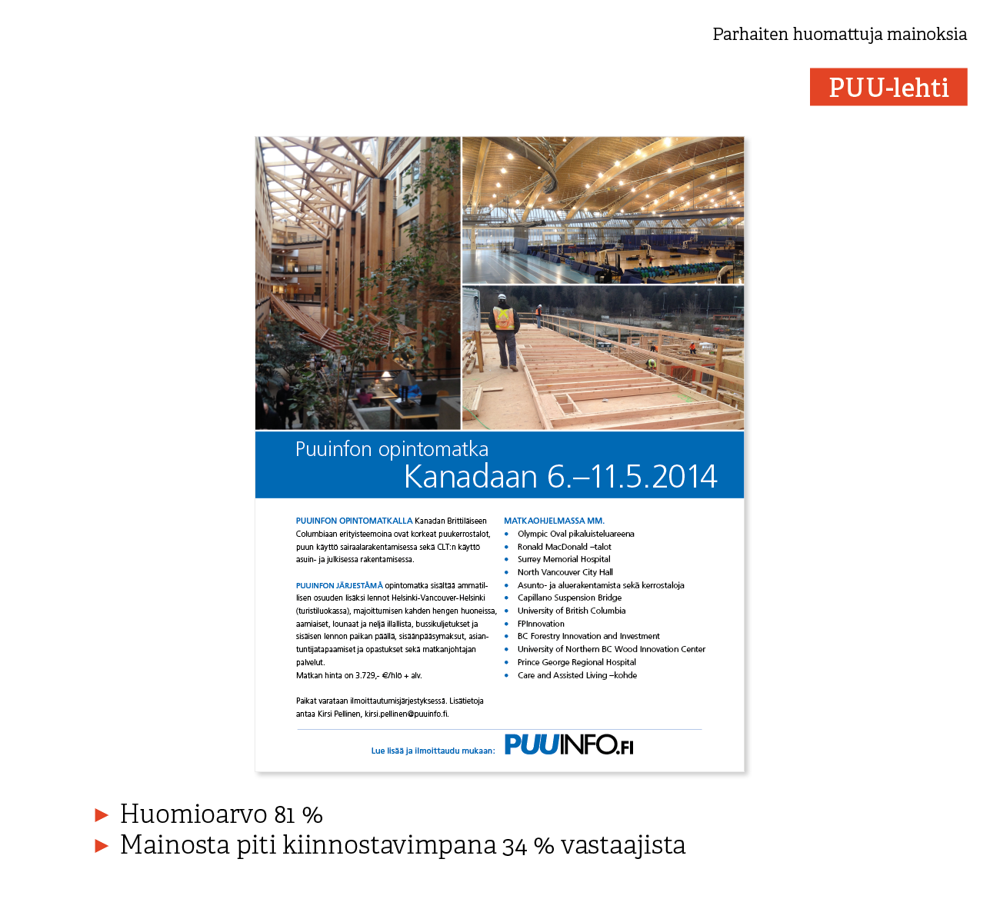 Parhaiten huomattuja mainoksia
PUU-lehti
Puuinfon opintomatka
Kanadaan 6.–11.5.2014
PUUINFON OPINTOMATKALLA Kanadan Brittiläiseen
Columbiaan erityisteemoina ovat korkeat puukerrostalot,
puun käyttö sairaalarakentamisessa sekä CLT:n käyttö
asuin- ja julkisessa rakentamisessa.
PUUINFON JÄRJESTÄMÄ opintomatka sisältää ammatil-
lisen osuuden lisäksi lennot Helsinki-Vancouver-Helsinki
(turistiluokassa), majoittumisen kahden hengen huoneissa,
aamiaiset, lounaat ja neljä illallista, bussikuljetukset ja
sisäisen lennon paikan päällä, sisäänpääsymaksut, asian-
tuntijatapaamiset ja opastukset sekä matkanjohtajan
palvelut.
Matkan hinta on 3.729,- €/hlö + alv.
Paikat varataan ilmoittautumisjärjestyksessä. Lisätietoja
antaa Kirsi Pellinen, kirsi.pellinen@puuinfo.fi.
MATKAOHJELMASSA MM.
• Olympic Oval pikaluisteluareena
• Ronald MacDonald –talot
• Surrey Memorial Hospital
• North Vancouver City Hall
• Asunto- ja aluerakentamista sekä kerrostaloja
• Capillano Suspension Bridge
• University of British Columbia
• FPInnovation
• BC Forestry Innovation and Investment
• University of Northern BC Wood Innovation Center
• Prince George Regional Hospital
• Care and Assisted Living –kohde
Lue lisää ja ilmoittaudu mukaan: PUUINFO.FI
► Huomioarvo 81 %
► Mainosta piti kiinnostavimpana 34 % vastaajista